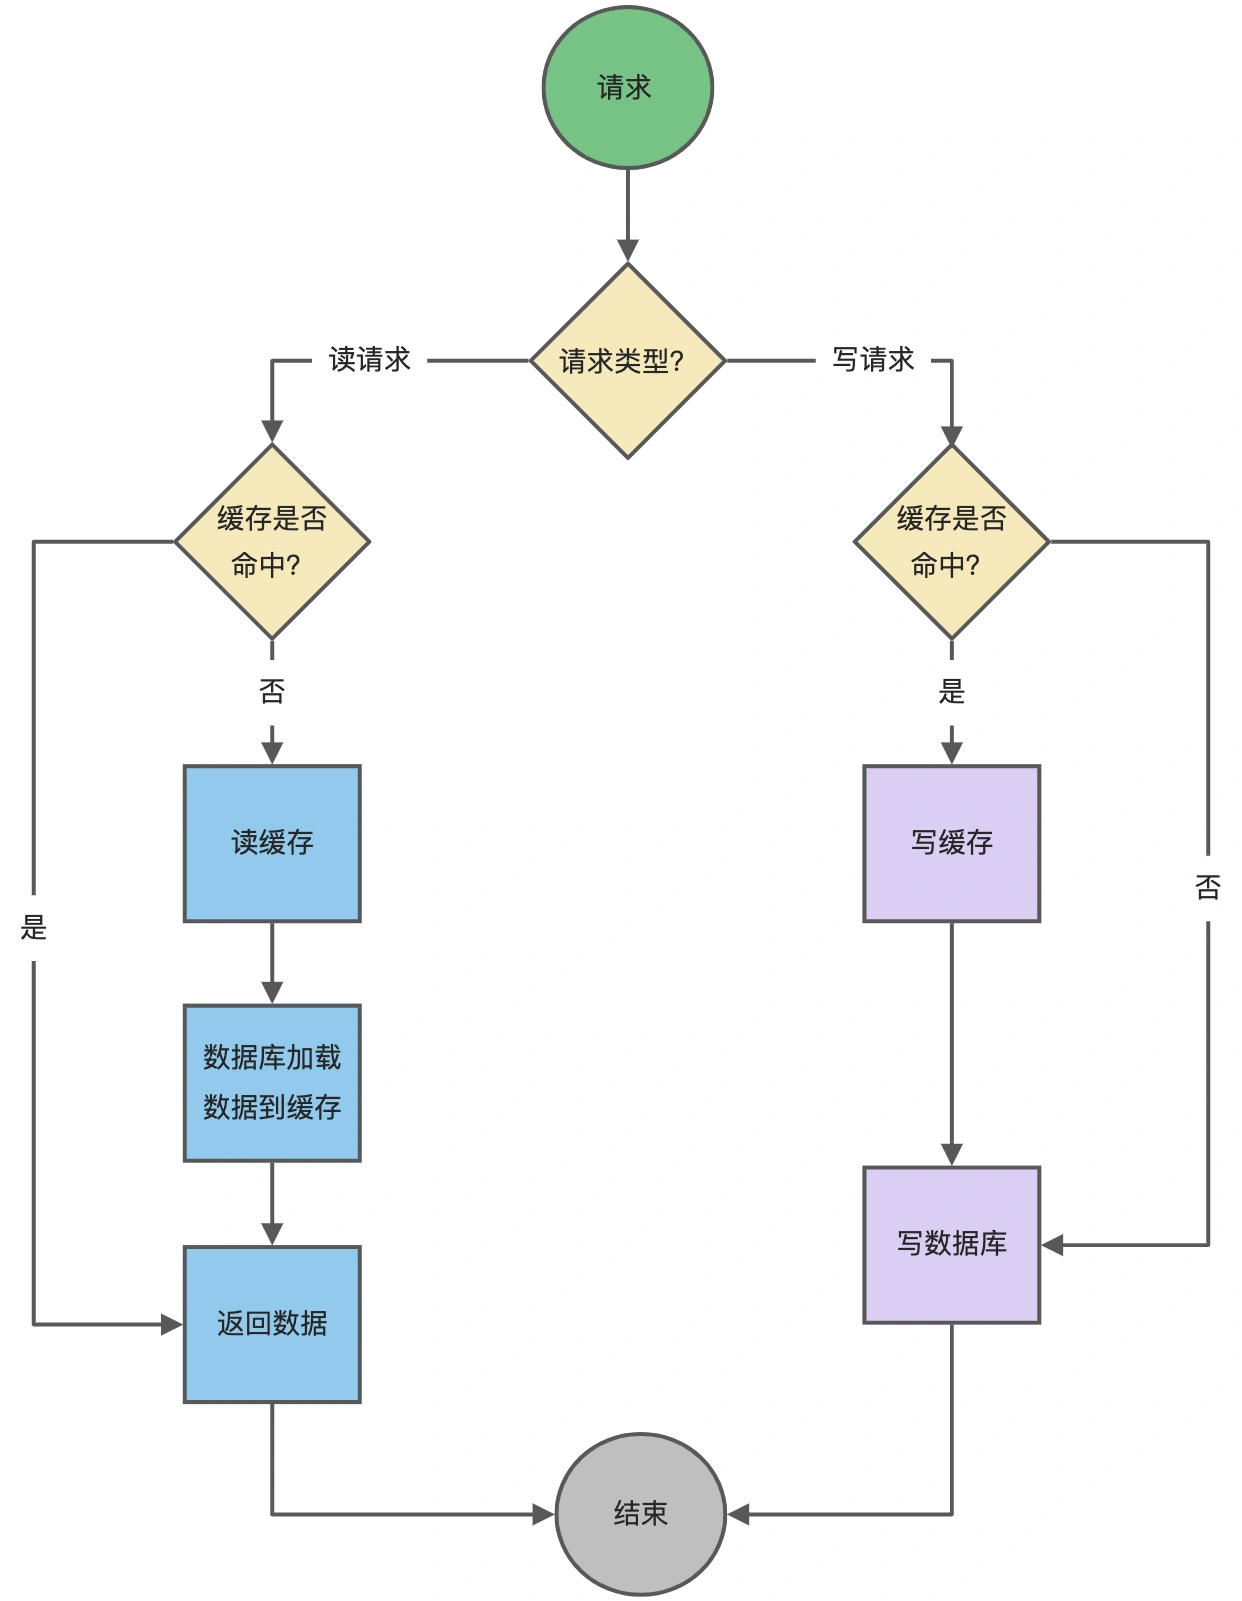 请求
请求类型?
读请求
写请求
缓存是否
命中?
缓存是否
命中?
否
是
读缓存
写缓存
否
是
数据库加载
数据到缓存
写数据库
返回数据
结束